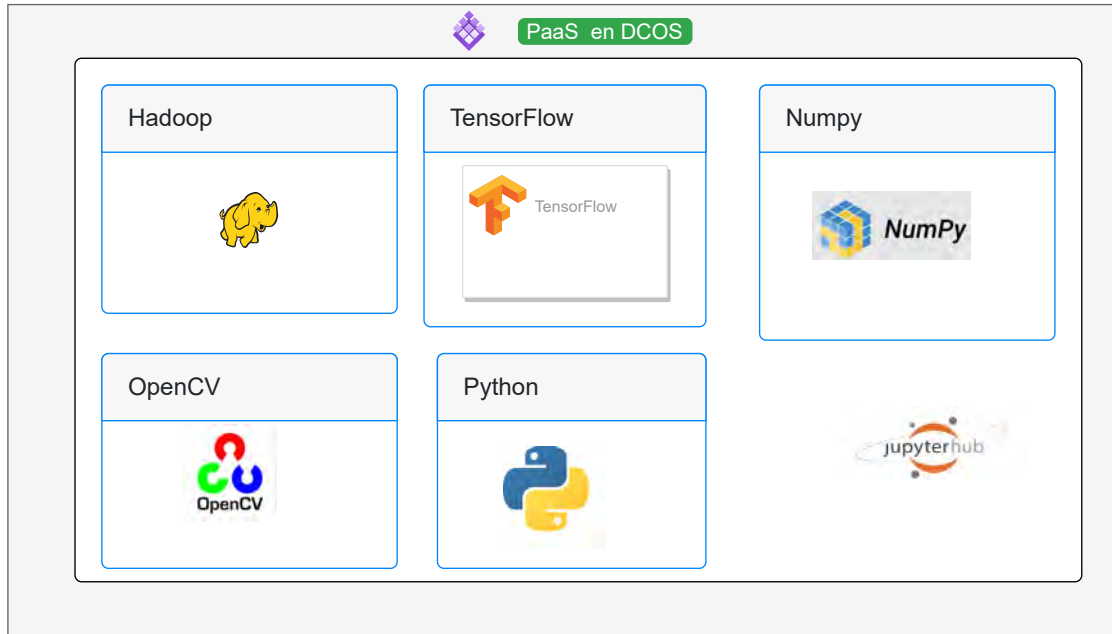 PaaS en DCOS
Hadoop
TensorFlow
Numpy
TensorFlow
NumPy
OpenCV
Python
OpenCV
jupyterhub